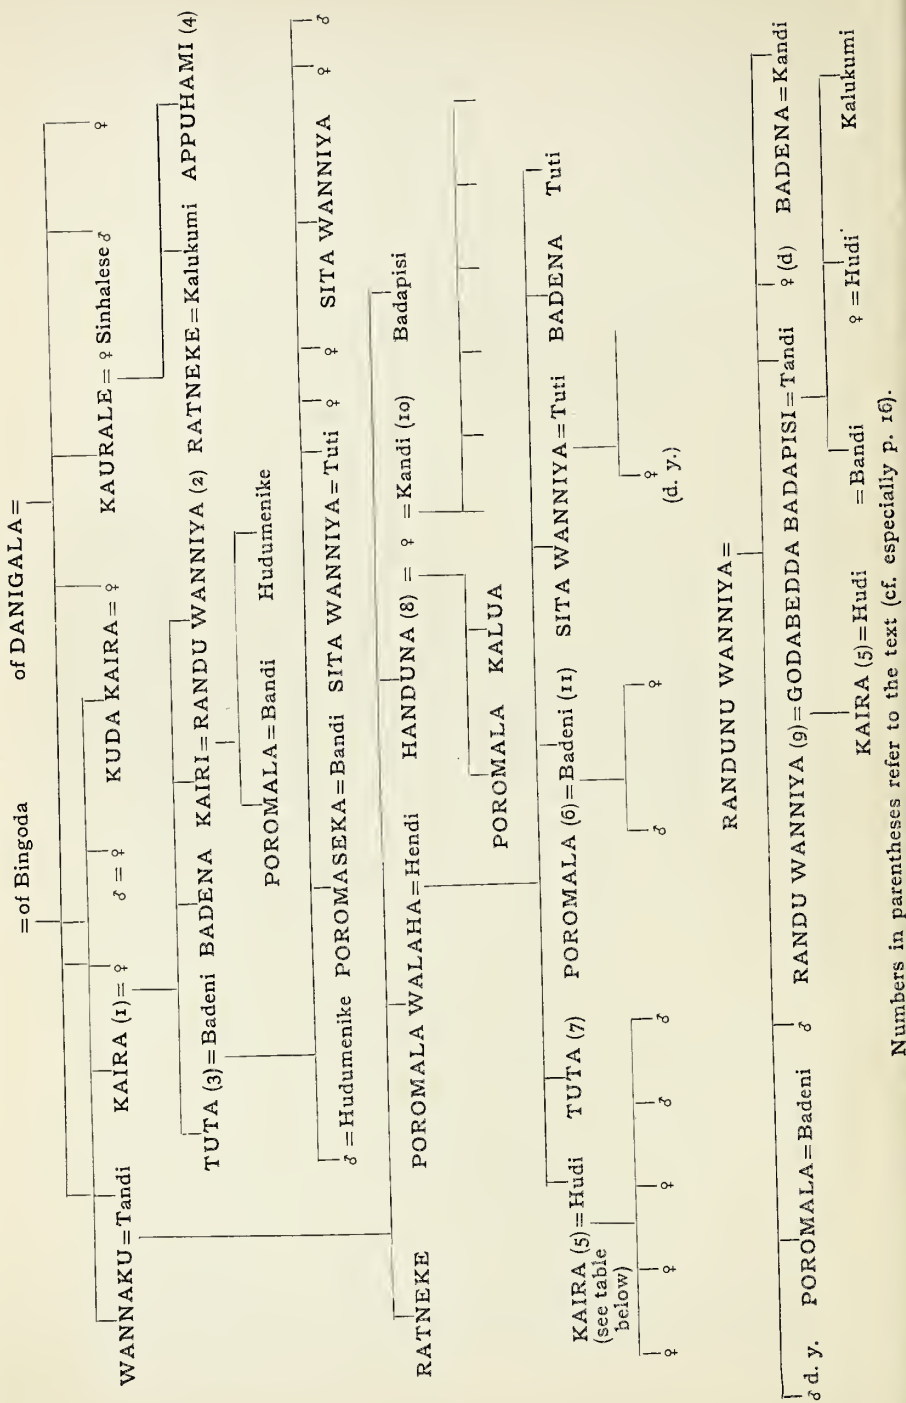 = of Bingoda of DANIGALA =
WANNAKU = Tandi KAIRA (1) = ♀ ♂ = ♀ KUDA KAIRA = ♀ KAURALE = ♀ Sinhalese ♂ ♀
TUTA (3) = Badeni BADENA KAIRI = RANDU WANNIYA (2) RATNEKE = Kalukumi APPUHAMI (4)
POROMALA = Bandi Hudumenike
♂ = Hudumenike POROMASEKA = Bandi SITA WANNIYA = Tuti ♀ ♀ SITA WANNIYA ♀ ♂
RATNEKE POROMALA WALAHA = Hendi HANDUNA (8) = ♀ = Kandi (10) Badapisi
POROMALA KALUA
KAIRA (5) = Hudi TUTA (7) POROMALA (6) = Badeni (11) SITA WANNIYA = Tuti BADENA Tuti
(see table
below)
♀ ♀ ♀ ♂ ♂ ♂ ♀ ♀
(d. y.)
RANDUNU WANNIYA =
♂ d. y. POROMALA = Badeni ♂ RANDU WANNIYA (9) = GODABEDDA BADAPISI = Tandi ♀ (d) BADENA = Kandi
KAIRA (5) = Hudi = Bandi ♀ = Hudi Kalukumi
Numbers in parentheses refer to the text (cf. especially p. 16).